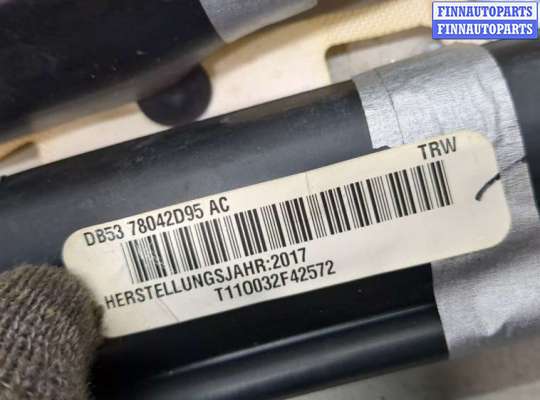 FINNAUTOPARTS
FINNAUTOPARTS
TRW
DB53 78042D95 AC
HERSTELLUNGSJAHR:2017
T110032F42572